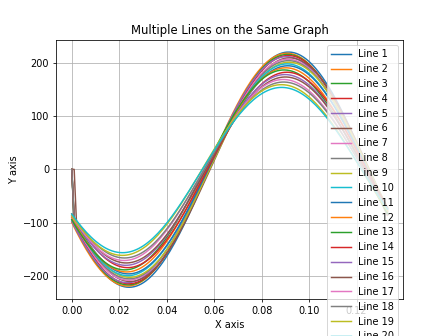 Multiple Lines on the Same Graph
Y axis
200
100
0
−100
−200
0.00
0.02
0.04
0.06
0.08
0.10
X axis
Line 1
Line 2
Line 3
Line 4
Line 5
Line 6
Line 7
Line 8
Line 9
Line 10
Line 11
Line 12
Line 13
Line 14
Line 15
Line 16
Line 17
Line 18
Line 19
Line 20